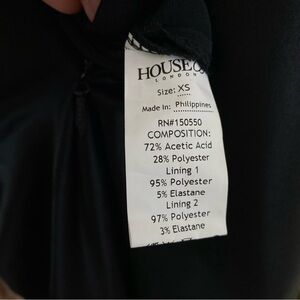 HOUSE
LONDON
Size: XS
Made In: Philippines
RN#150550
COMPOSITION:
72% Acetic Acid
28% Polyester
Lining 1
95% Polyester
5% Elastane
Lining 2
97% Polyester
3% Elastane